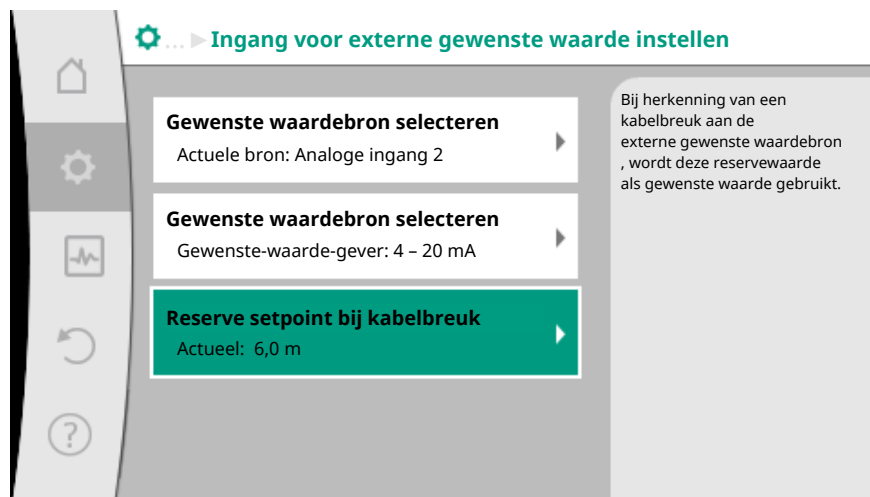 ... ▶ Ingang voor externe gewenste waarde instellen
Gewenste waardebron selecteren
Actuele bron: Analoge ingang 2
Gewenste waardebron selecteren
Gewenste-waarde-gever: 4 – 20 mA
Reserve setpoint bij kabelbreuk
Actueel: 6,0 m
?
Bij herkenning van een
kabelbreuk aan de
externe gewenste waardebron
, wordt deze reservewaarde
als gewenste waarde gebruikt.